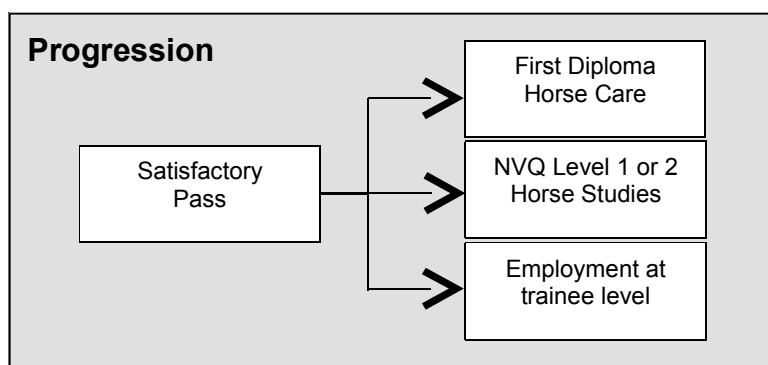 Progression
First Diploma
Horse Care
Satisfactory
Pass
NVQ Level 1 or 2
Horse Studies
Employment at
trainee level